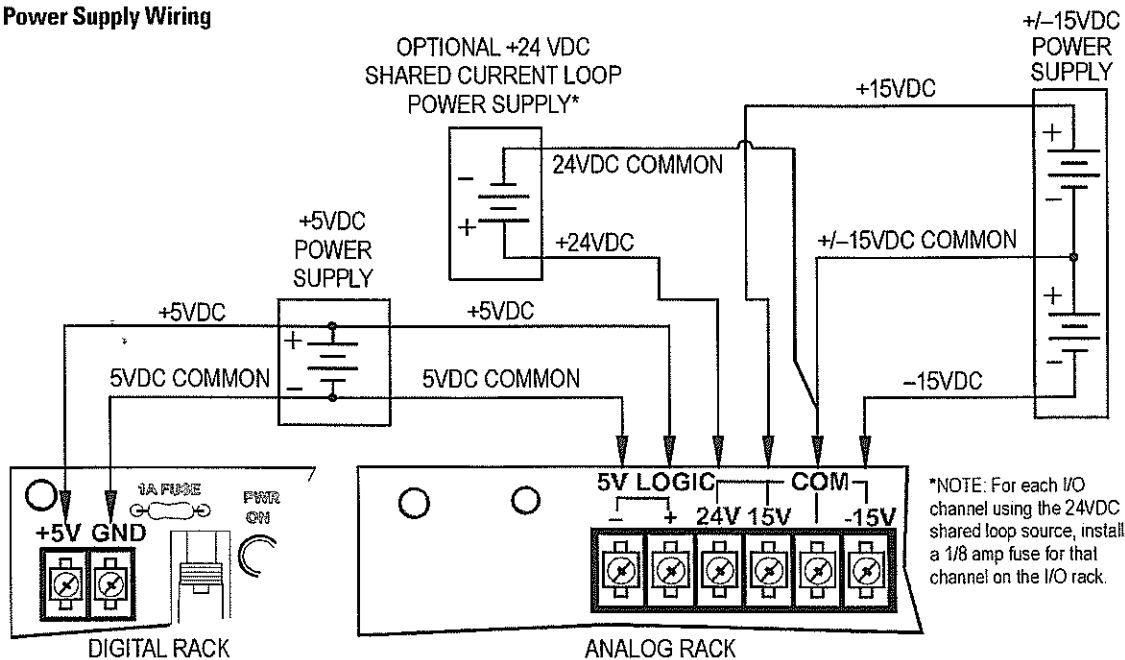 Power Supply Wiring
OPTIONAL +24 VDC
SHARED CURRENT LOOP
POWER SUPPLY*
+/–15VDC
POWER
SUPPLY
+15VDC
+
–
–
+
24VDC COMMON
+24VDC
+/–15VDC COMMON
+5VDC
POWER
SUPPLY
+
–
+5VDC
+5VDC
+
–
5VDC COMMON
5VDC COMMON
–15VDC
1A FUSE
PWR
ON
+5V GND
DIGITAL RACK
5V LOGIC
COM
– + 24V 15V -15V
ANALOG RACK
*NOTE: For each I/O
channel using the 24VDC
shared loop source, install
a 1/8 amp fuse for that
channel on the I/O rack.